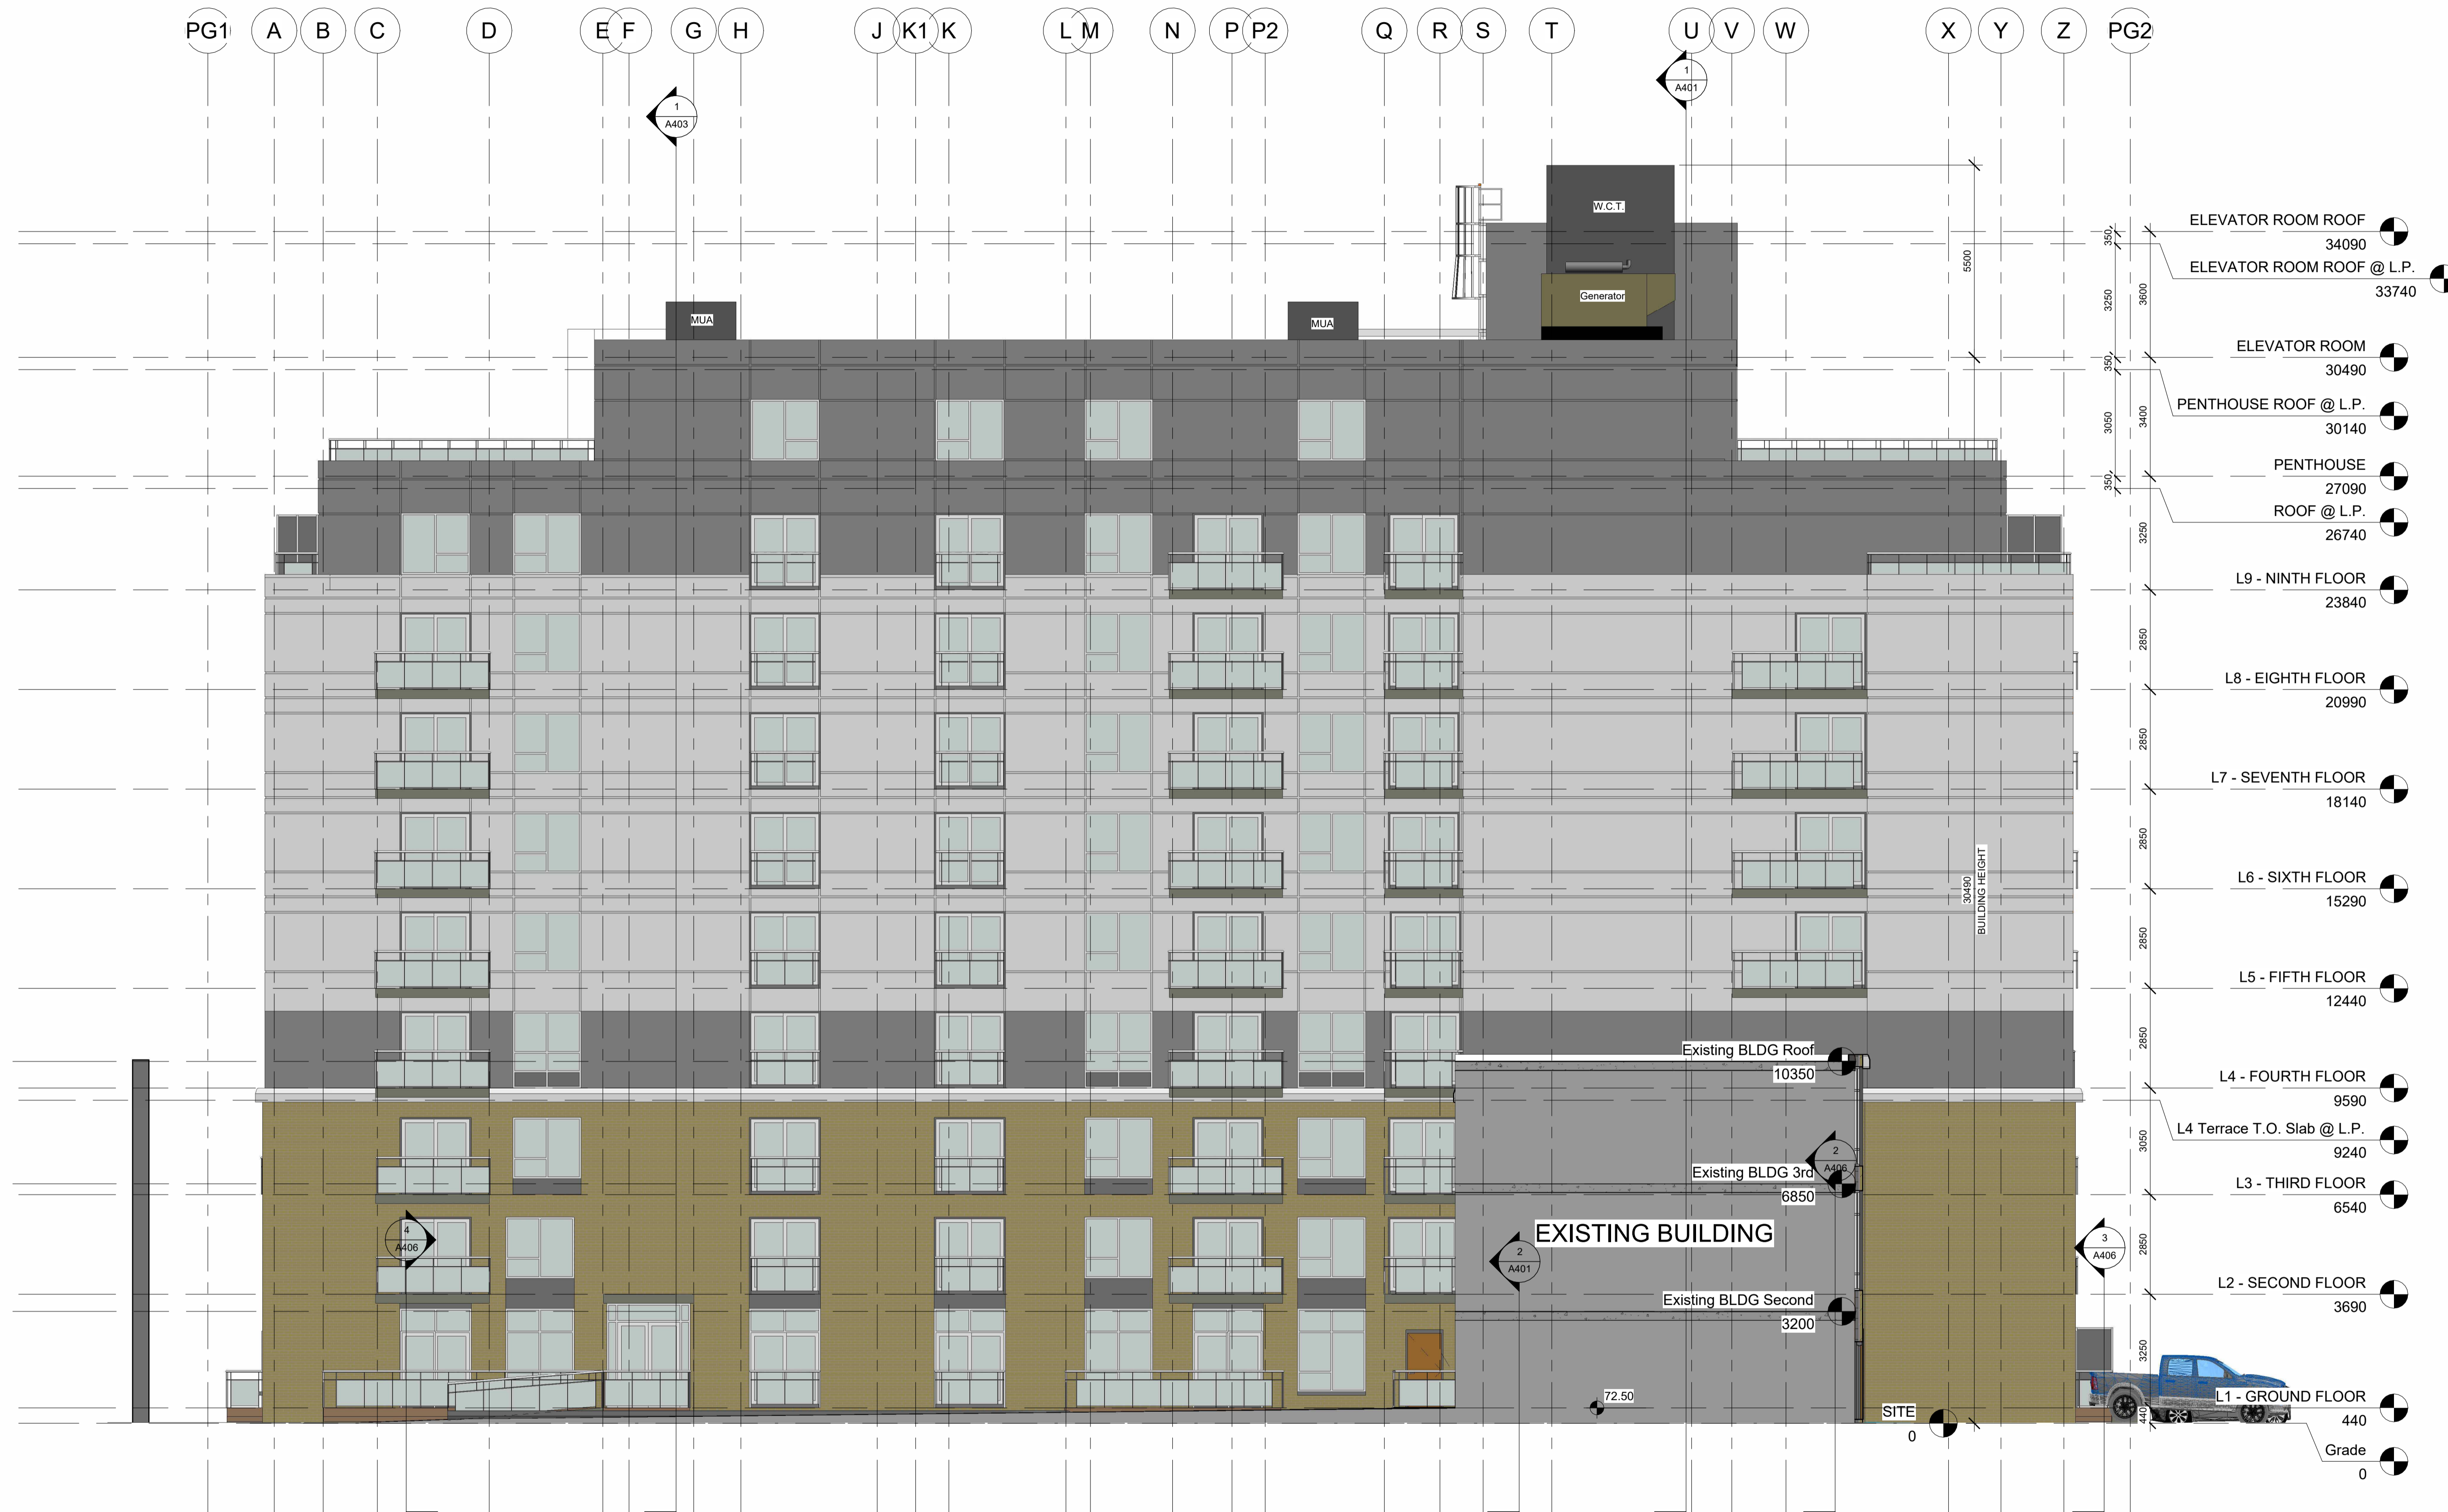 PG1 A B C D E F G H J K1 K L M N P P2 Q R S T U V W X Y Z PG2
1
A403
1
A401
W.C.T.
Generator
MUA
MUA
5500
350
3250
3600
350
3050
3400
350
3250
2850
2850
2850
2850
2850
3050
2850
3250
440
30490
BUILDING HEIGHT
ELEVATOR ROOM ROOF
34090
ELEVATOR ROOM ROOF @ L.P.
33740
ELEVATOR ROOM
30490
PENTHOUSE ROOF @ L.P.
30140
PENTHOUSE
27090
ROOF @ L.P.
26740
L9 - NINTH FLOOR
23840
L8 - EIGHTH FLOOR
20990
L7 - SEVENTH FLOOR
18140
L6 - SIXTH FLOOR
15290
L5 - FIFTH FLOOR
12440
L4 - FOURTH FLOOR
9590
L4 Terrace T.O. Slab @ L.P.
9240
L3 - THIRD FLOOR
6540
L2 - SECOND FLOOR
3690
L1 - GROUND FLOOR
440
Grade
0
Existing BLDG Roof
10350
2
A406
Existing BLDG 3rd
6850
EXISTING BUILDING
2
A401
4
A406
3
A406
Existing BLDG Second
3200
72.50
SITE
0